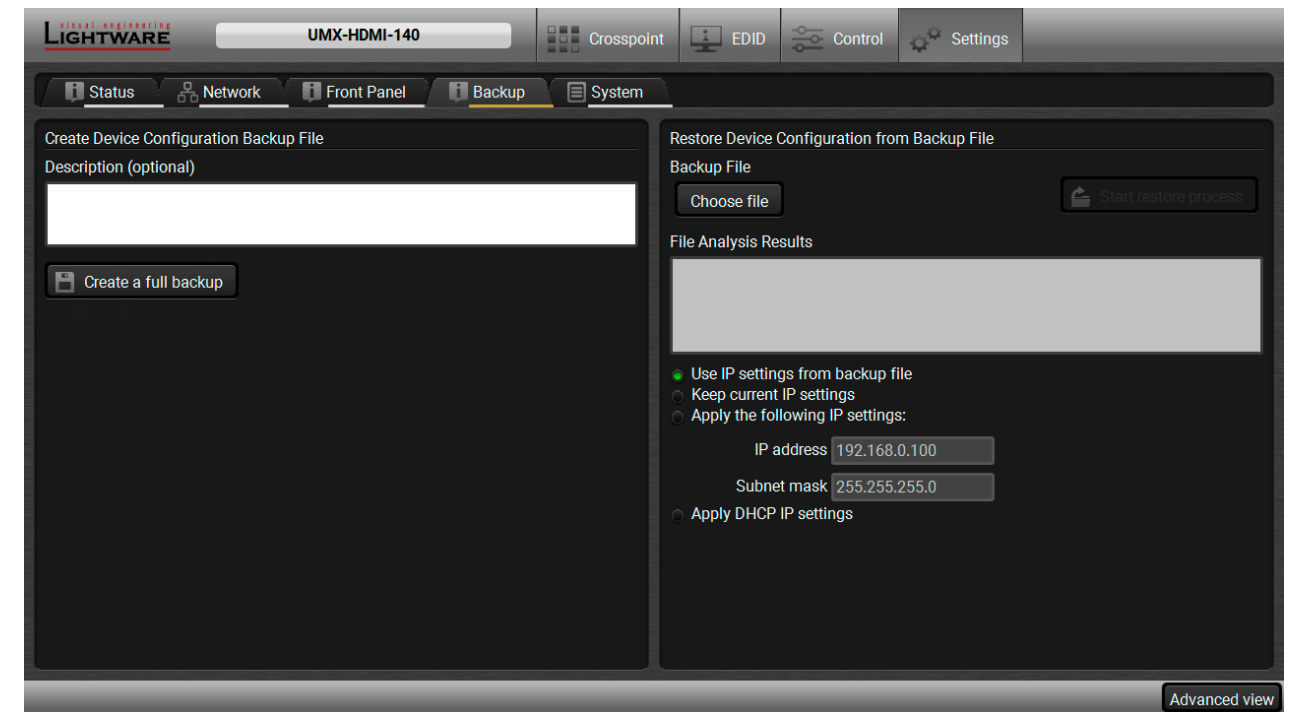 visual engineering
LIGHTWARE
UMX-HDMI-140
Crosspoint
EDID
Control
Settings
Status
Network
Front Panel
Backup
System
Create Device Configuration Backup File
Description (optional)
Create a full backup
Restore Device Configuration from Backup File
Backup File
Choose file
Start restore process
File Analysis Results
Use IP settings from backup file
Keep current IP settings
Apply the following IP settings:
IP address 192.168.0.100
Subnet mask 255.255.255.0
Apply DHCP IP settings
Advanced view